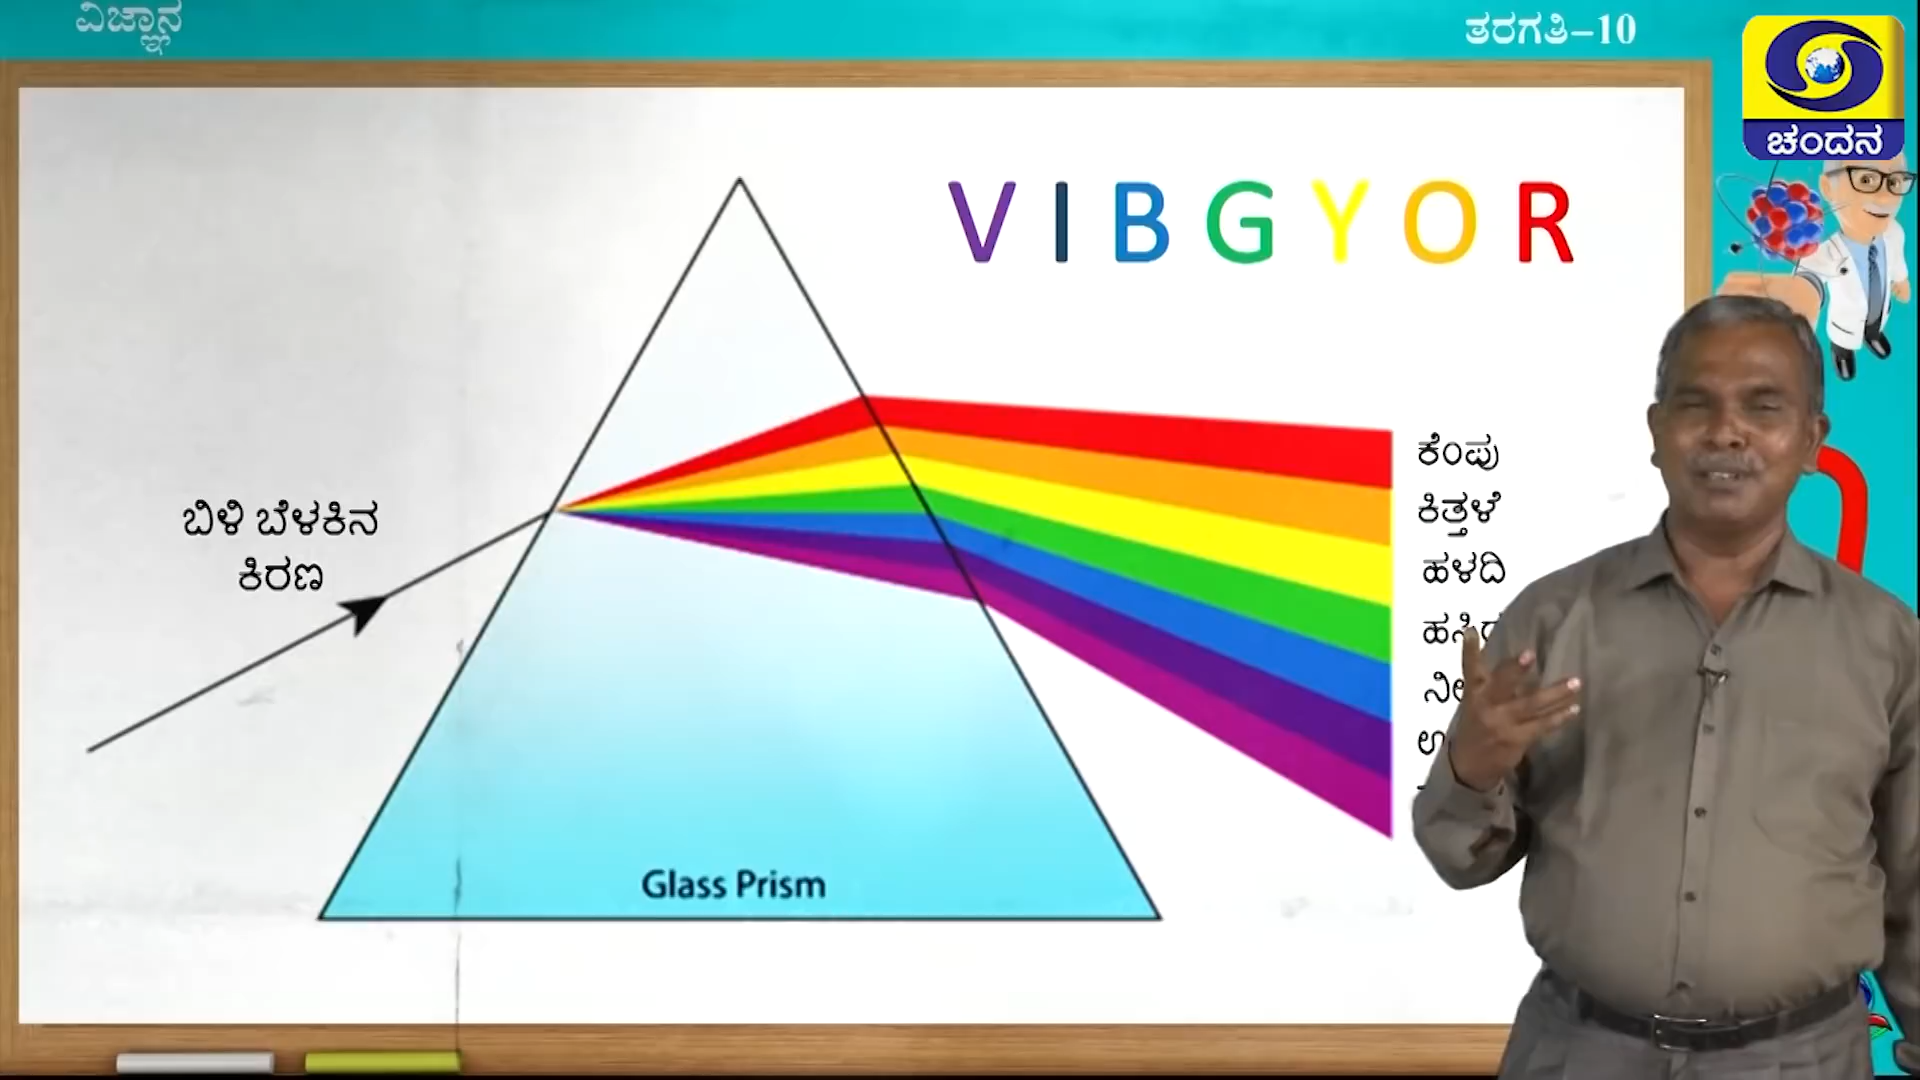 ವಿಜ್ಞಾನ
ತರಗತಿ–10
ಚಂದನ
V I B G Y O R
ಬಿಳಿ ಬೆಳಕಿನ
ಕಿರಣ
ಕೆಂಪು
ಕಿತ್ತಳೆ
ಹಳದಿ
Glass Prism